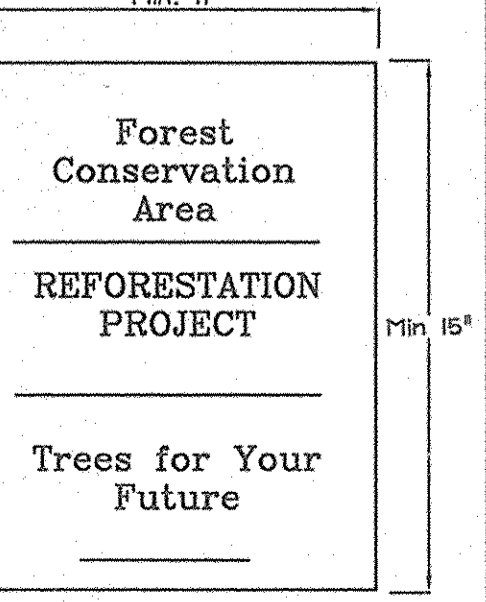 Forest
Conservation
Area
REFORESTATION
PROJECT
Min 15"
Trees for Your
Future